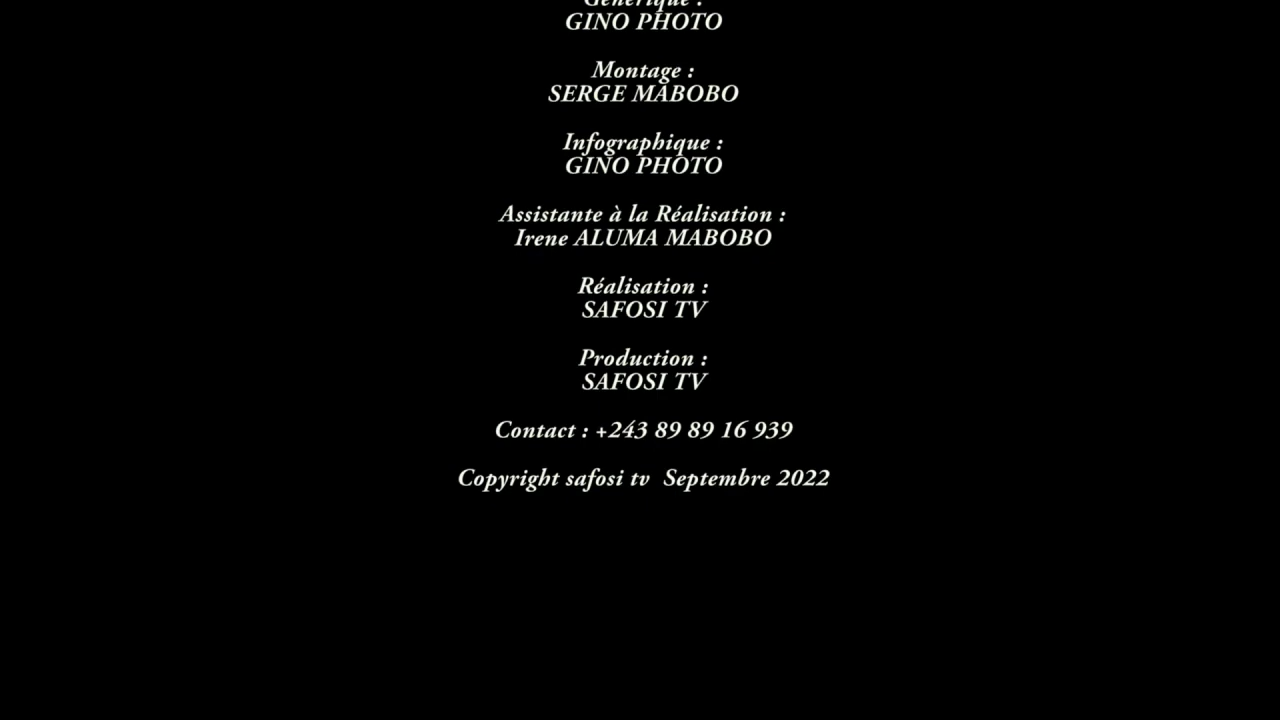 Générique :
GINO PHOTO
Montage :
SERGE MABOBO
Infographique :
GINO PHOTO
Assistante à la Réalisation :
Irene ALUMA MABOBO
Réalisation :
SAFOSI TV
Production :
SAFOSI TV
Contact : +243 89 89 16 939
Copyright safosi tv  Septembre 2022